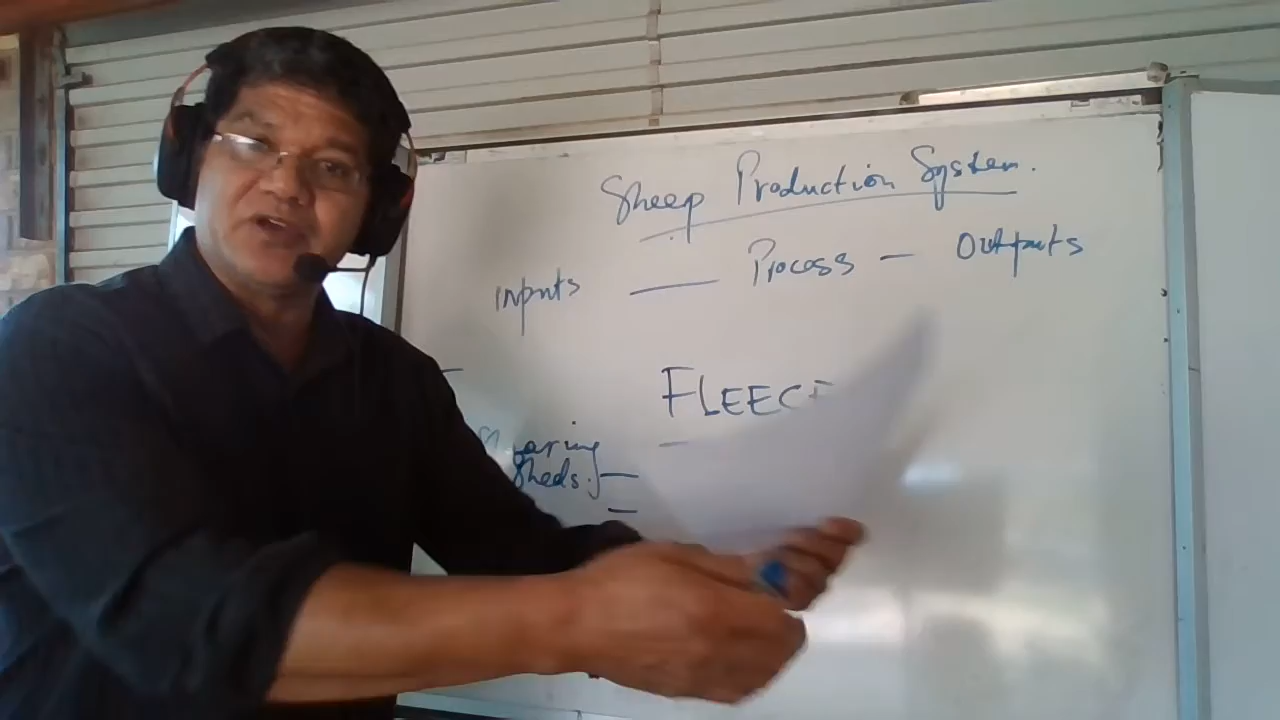 Sheep Production System.
Inputs — Process — Outputs
FLEECE
Shearing
Sheds. —